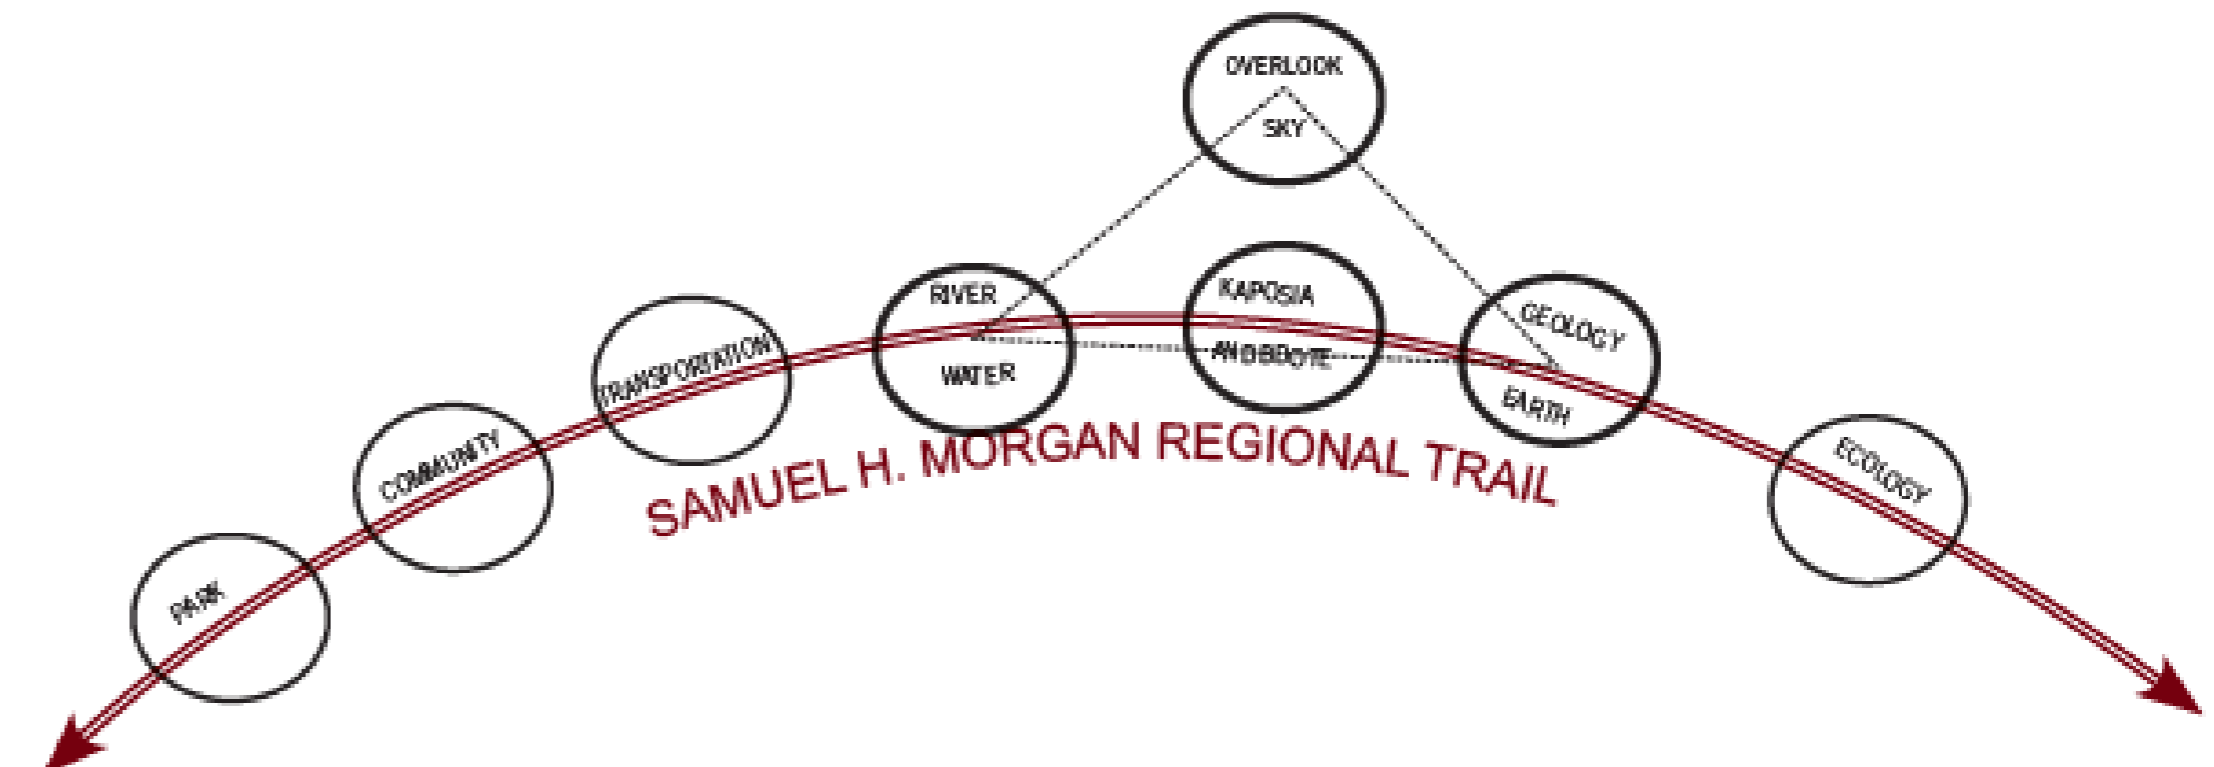 OVERLOOK
SKY
RIVER
WATER
KAPOSIA
GEOLOGY
EARTH
TRANSPORTATION
COMMUNITY
PARK
ECOLOGY
SAMUEL H. MORGAN REGIONAL TRAIL